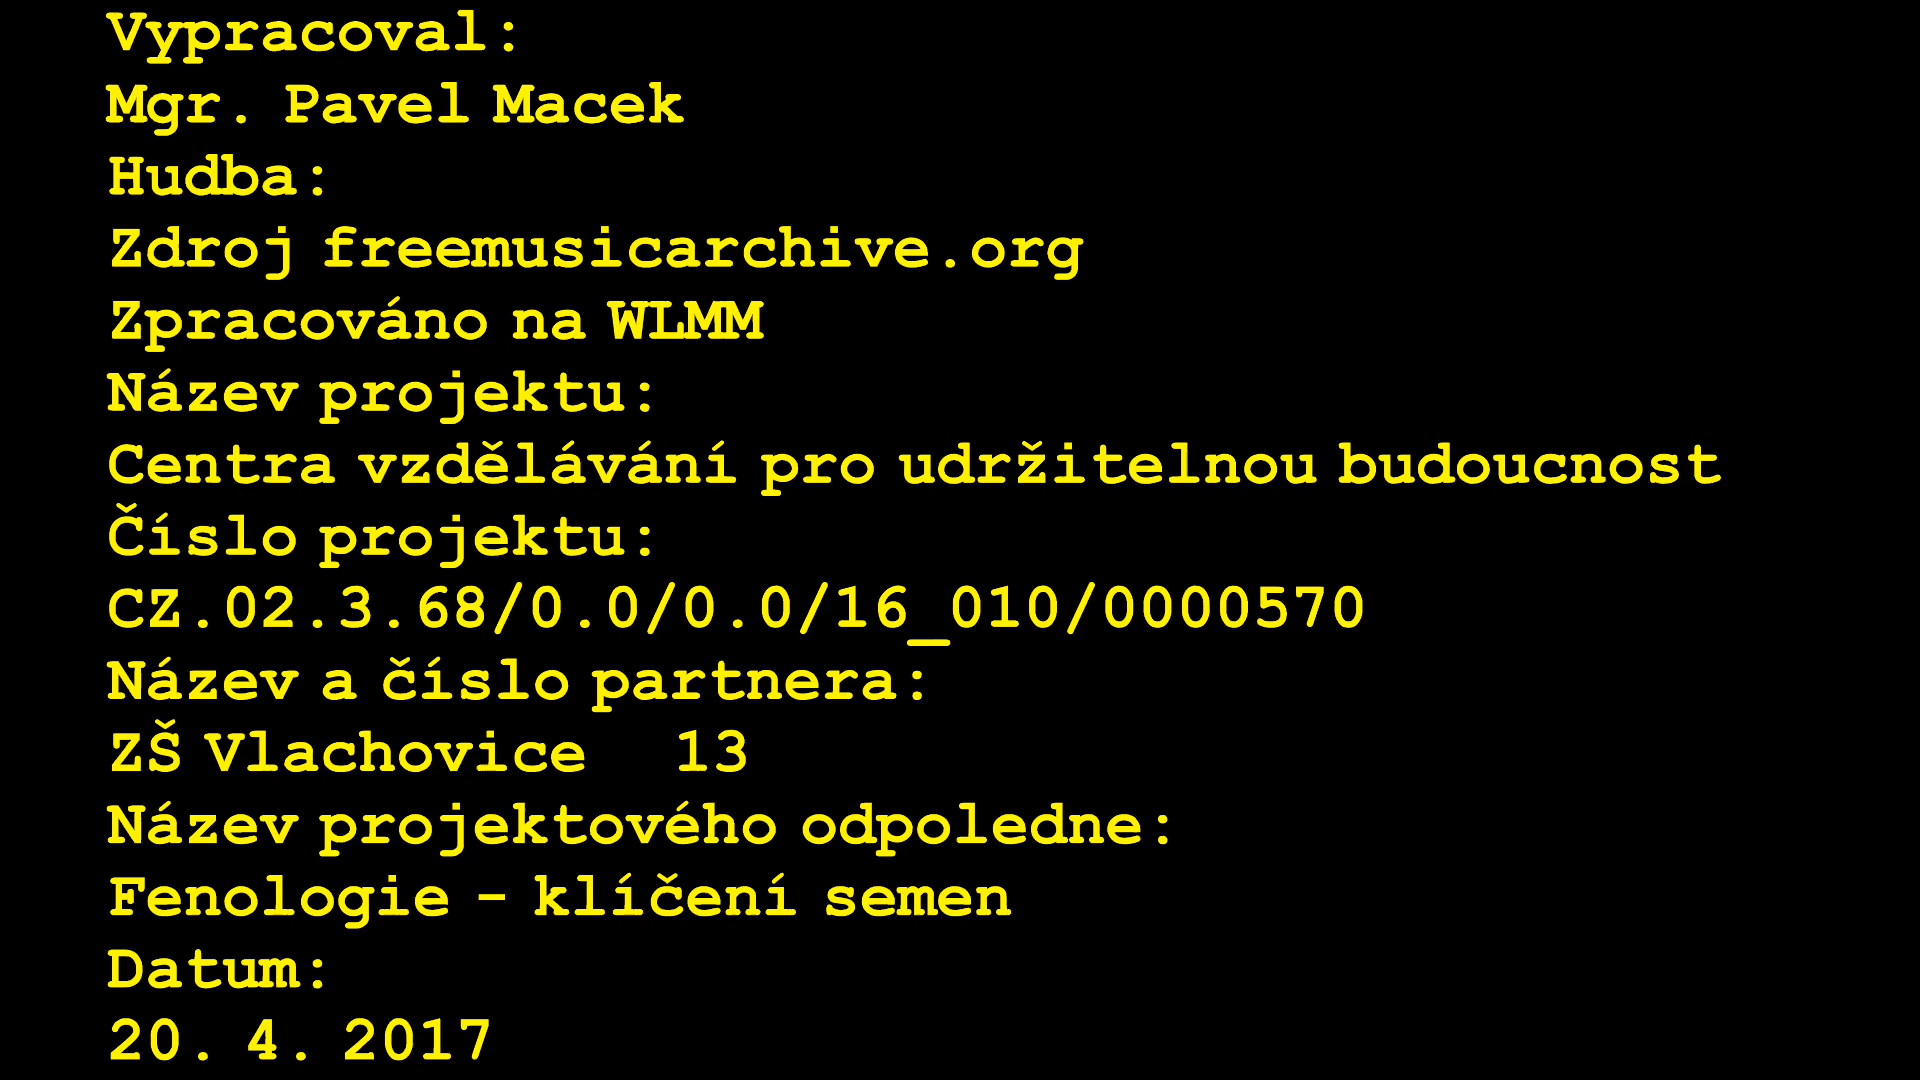 Vypracoval:
Mgr. Pavel Macek
Hudba:
Zdroj freemusicarchive.org
Zpracováno na WLMM
Název projektu:
Centra vzdělávání pro udržitelnou budoucnost
Číslo projektu:
CZ.02.3.68/0.0/0.0/16_010/0000570
Název a číslo partnera:
ZŠ Vlachovice 13
Název projektového odpoledne:
Fenologie - klíčení semen
Datum:
20. 4. 2017